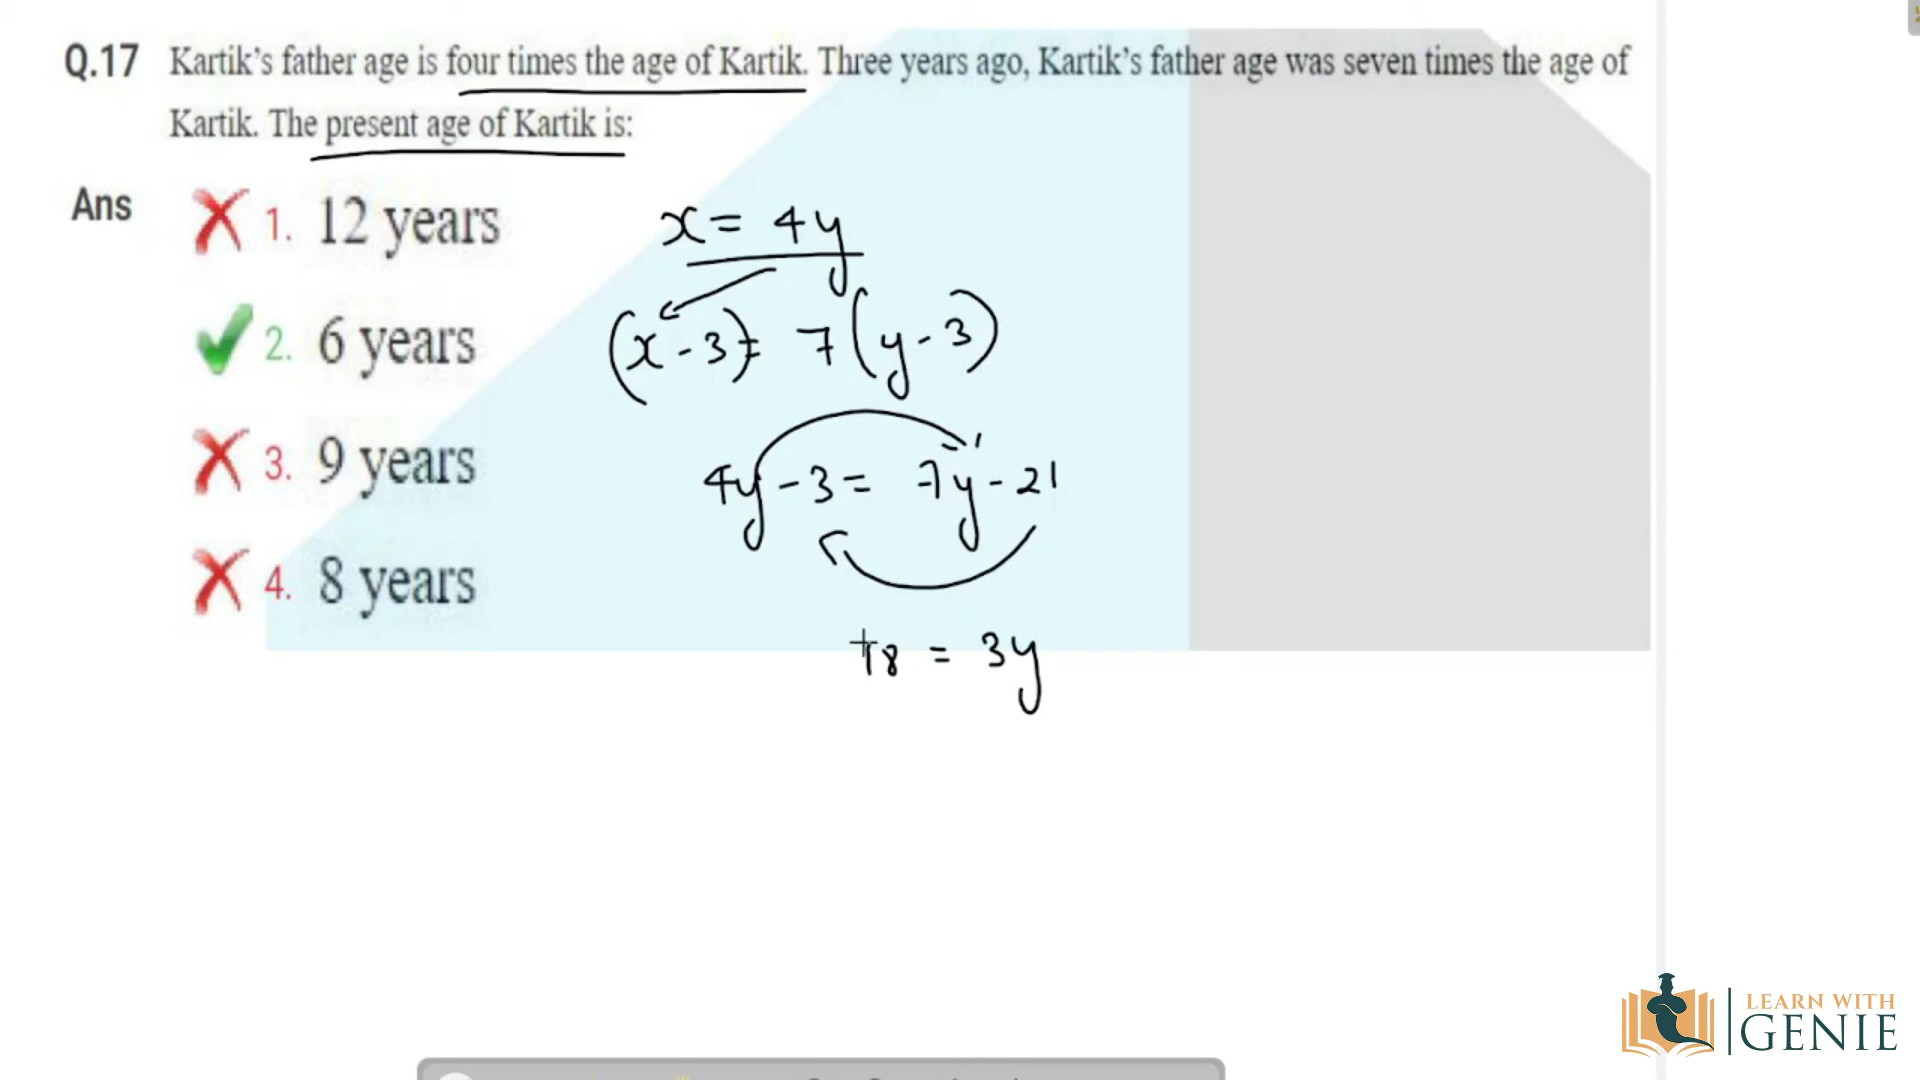 Q.17 Kartik's father age is four times the age of Kartik. Three years ago, Kartik's father age was seven times the age of
Kartik. The present age of Kartik is:
Ans
1. 12 years
2. 6 years
3. 9 years
4. 8 years
x = 4y
(x - 3) = 7(y - 3)
4y - 3 = 7y - 21
18 = 3y
LEARN WITH
GENIE